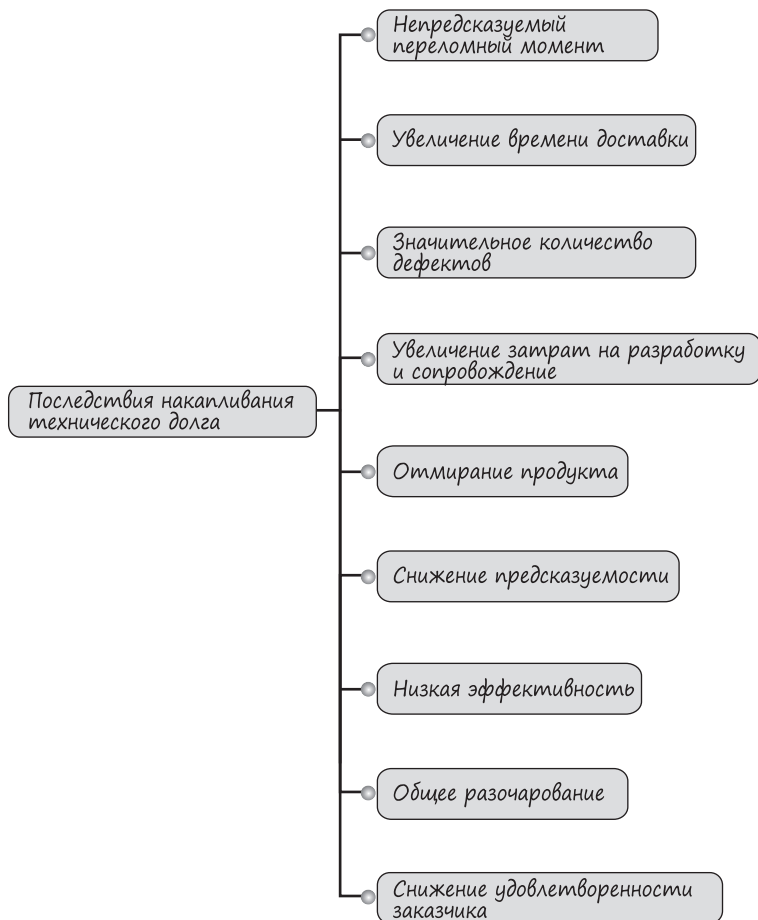 Непредсказуемый
переломный момент
Увеличение времени доставки
Значительное количество
дефектов
Увеличение затрат на разработку
и сопровождение
Последствия накапливания
технического долга
Отмирание продукта
Снижение предсказуемости
Низкая эффективность
Общее разочарование
Снижение удовлетворенности
заказчика